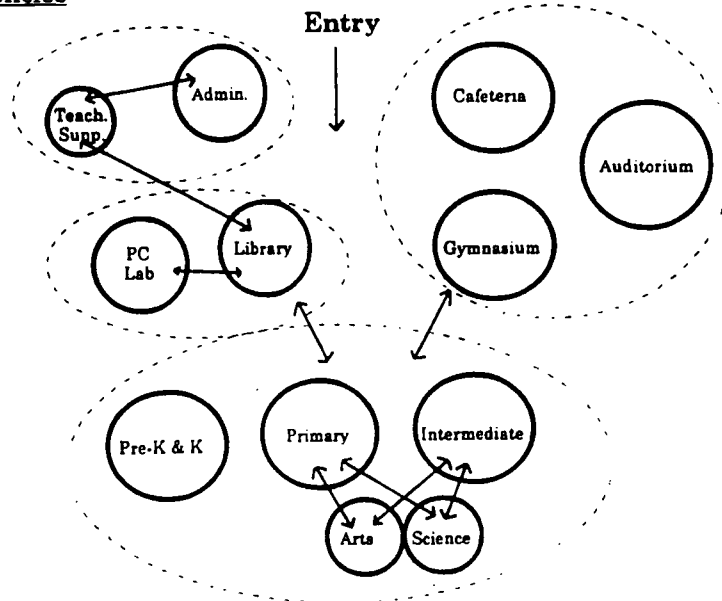 Entry
Admin.
Teach.
Supp.
Cafeteria
Auditorium
PC
Lab
Library
Gymnasium
Pre-K & K
Primary
Intermediate
Arts
Science